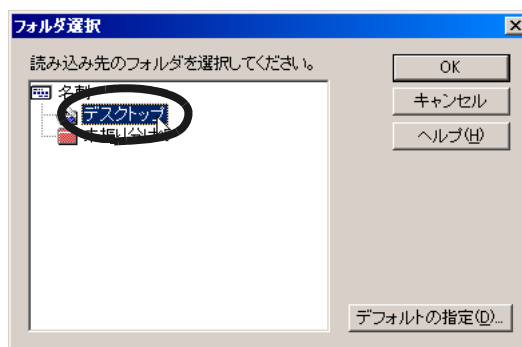 フォルダ選択
読み込み先のフォルダを選択してください。
名刺
デスクトップ
OK
キャンセル
ヘルプ(H)
デフォルトの指定(D)...